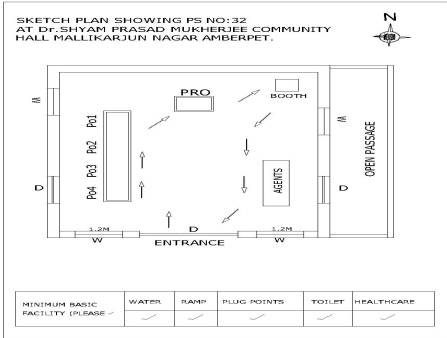 SKETCH PLAN SHOWING PS NO:32
AT Dr.SHYAM PRASAD MUKHERJEE COMMUNITY
HALL MALLIKARJUN NAGAR AMBERPET.
N
PRO
BOOTH
W
W
Po1
Po2
Po3
Po4
OPEN PASSAGE
AGENTS
D
D
1.2M
D
1.2M
W
ENTRANCE
W
MINIMUM BASIC
FACILITY (PLEASE ✓
WATER
RAMP
PLUG POINTS
TOILET
HEALTHCARE
✓ ✓ ✓ ✓ ✓